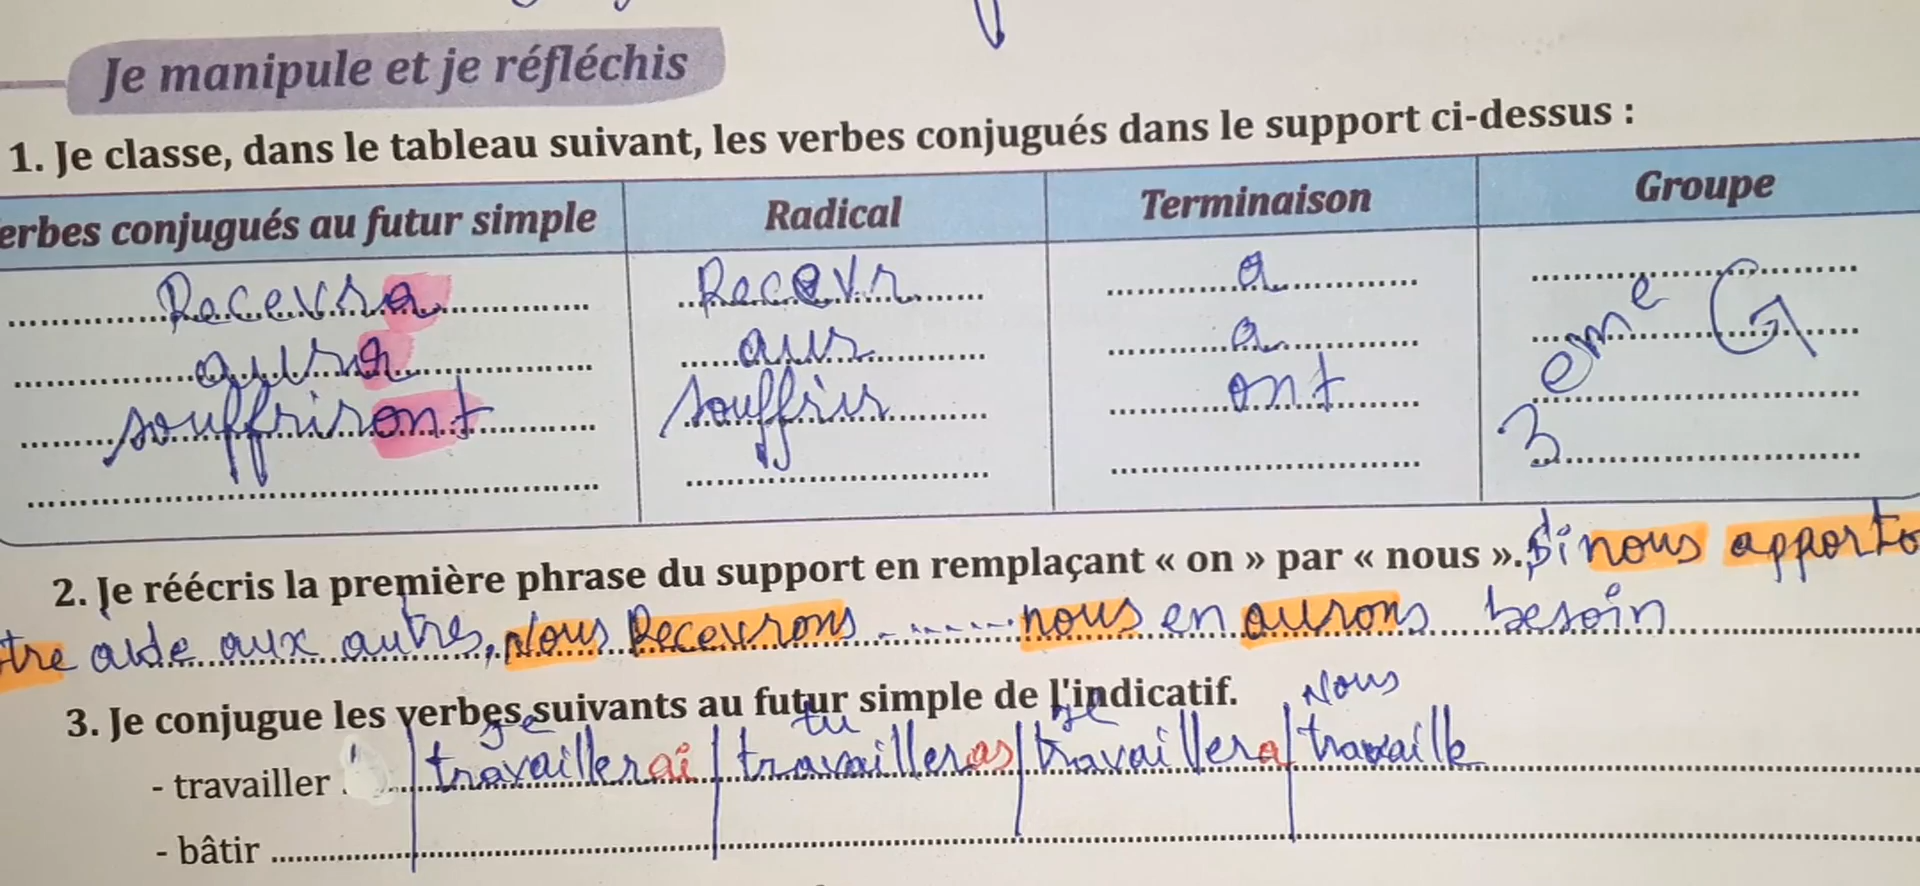 Je manipule et je réfléchis
1. Je classe, dans le tableau suivant, les verbes conjugués dans le support ci-dessus :
erbes conjugués au futur simple Radical Terminaison Groupe
Recevra Recevr a
aura aur a
souffriront souffrir ont
3 eme G
2. Je réécris la première phrase du support en remplaçant « on » par « nous ». Si nous apporto
tre aide aux autres, Nous Recevrons ........ nous en aurons besoin
3. Je conjugue les verbes suivants au futur simple de l'indicatif.
je tu Nous
- travailler travaillerai travailleras travaillera travaille
- bâtir